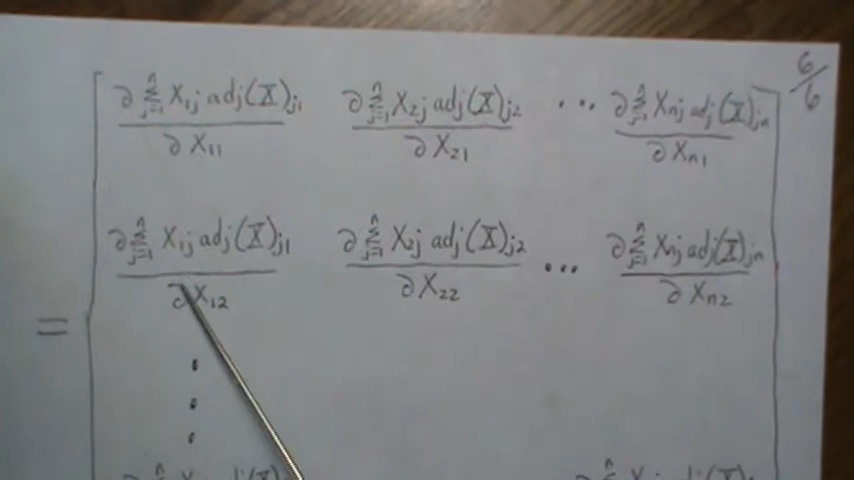 6/6
∂ Σ_{j=1}^{n} X_{1j} adj(X)_{j1} / ∂X_{11}   ∂ Σ_{j=1}^{n} X_{2j} adj(X)_{j2} / ∂X_{21}   ...   ∂ Σ_{j=1}^{n} X_{nj} adj(X)_{jn} / ∂X_{n1}
= ∂ Σ_{j=1}^{n} X_{1j} adj(X)_{j1} / ∂X_{12}   ∂ Σ_{j=1}^{n} X_{2j} adj(X)_{j2} / ∂X_{22}   ...   ∂ Σ_{j=1}^{n} X_{nj} adj(X)_{jn} / ∂X_{n2}